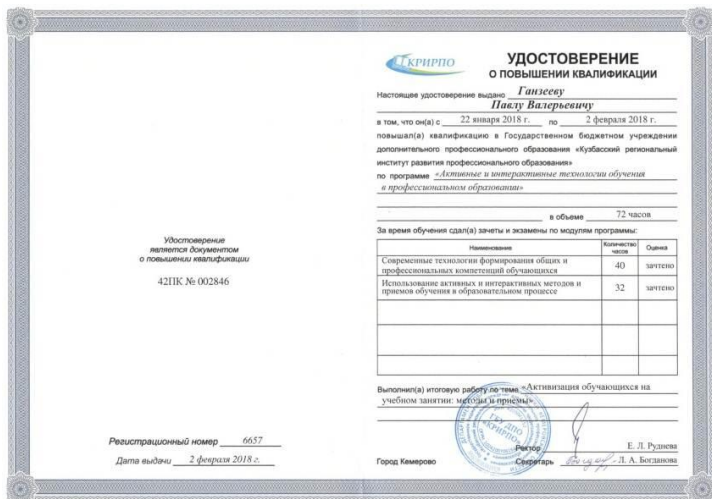 Удостоверение
является документом
о повышении квалификации
42ПК № 002846
Регистрационный номер 6657
Дата выдачи 2 февраля 2018 г.
КРИРПО
УДОСТОВЕРЕНИЕ
О ПОВЫШЕНИИ КВАЛИФИКАЦИИ
Настоящее удостоверение выдано Ганзееву
Павлу Валерьевичу
в том, что он(а) с 22 января 2018 г. по 2 февраля 2018 г.
повышал(а) квалификацию в Государственном бюджетном учреждении
дополнительного профессионального образования «Кузбасский региональный
институт развития профессионального образования»
по программе «Активные и интерактивные технологии обучения
в профессиональном образовании»
в объеме 72 часов
За время обучения сдал(а) зачеты и экзамены по модулям программы:
Наименование Количество часов Оценка
Современные технологии формирования общих и
профессиональных компетенций обучающихся 40 зачтено
Использование активных и интерактивных методов и
приемов обучения в образовательном процессе 32 зачтено
Выполнил(а) итоговую работу по теме «Активизация обучающихся на
учебном занятии: методы и приемы»
ГБУ ДПО
«КРИРПО»
Ректор Е. Л. Руднева
Город Кемерово Секретарь Л. А. Богданова